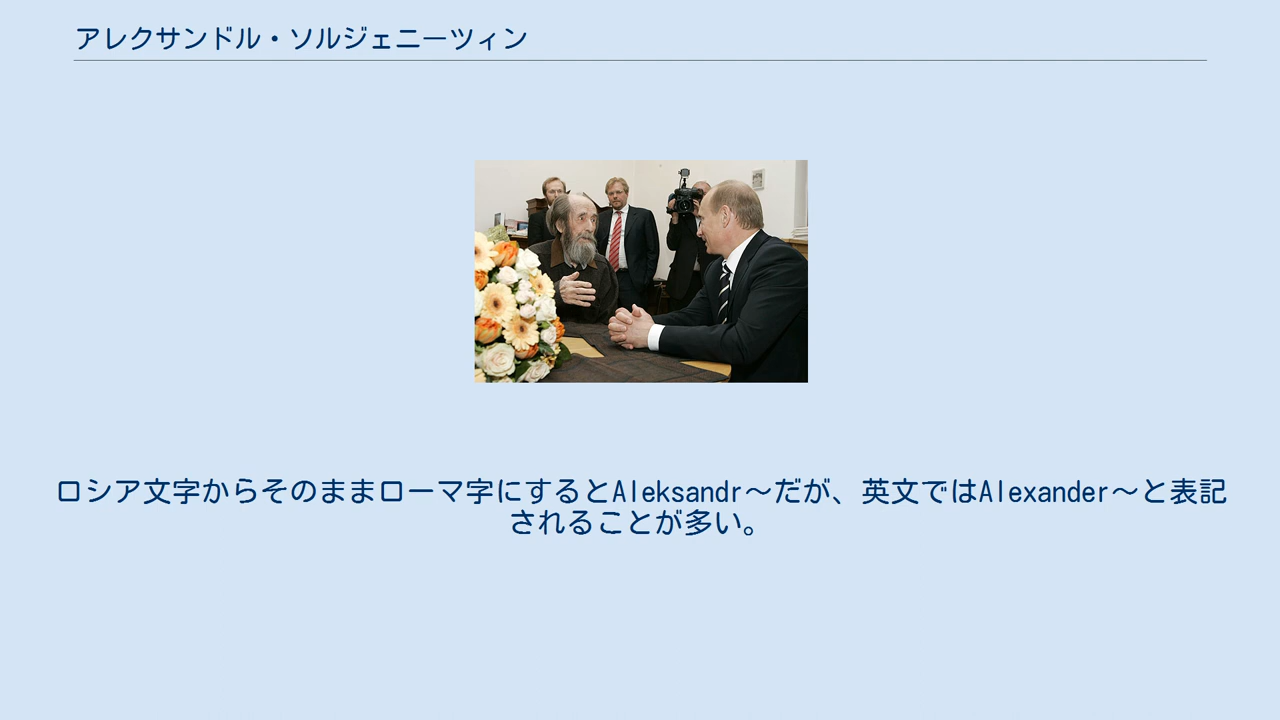 アレクサンドル・ソルジェニーツィン
ロシア文字からそのままローマ字にするとAleksandr～だが、英文ではAlexander～と表記
されることが多い。